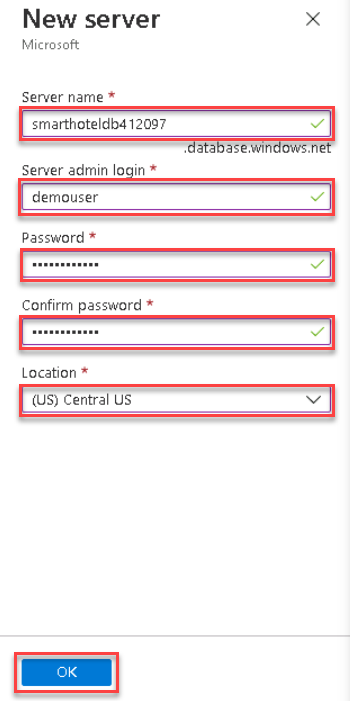 New server
Microsoft
Server name *
smarthoteldb412097
.database.windows.net
Server admin login *
demouser
Password *
••••••••••••
Confirm password *
••••••••••••
Location *
(US) Central US
OK